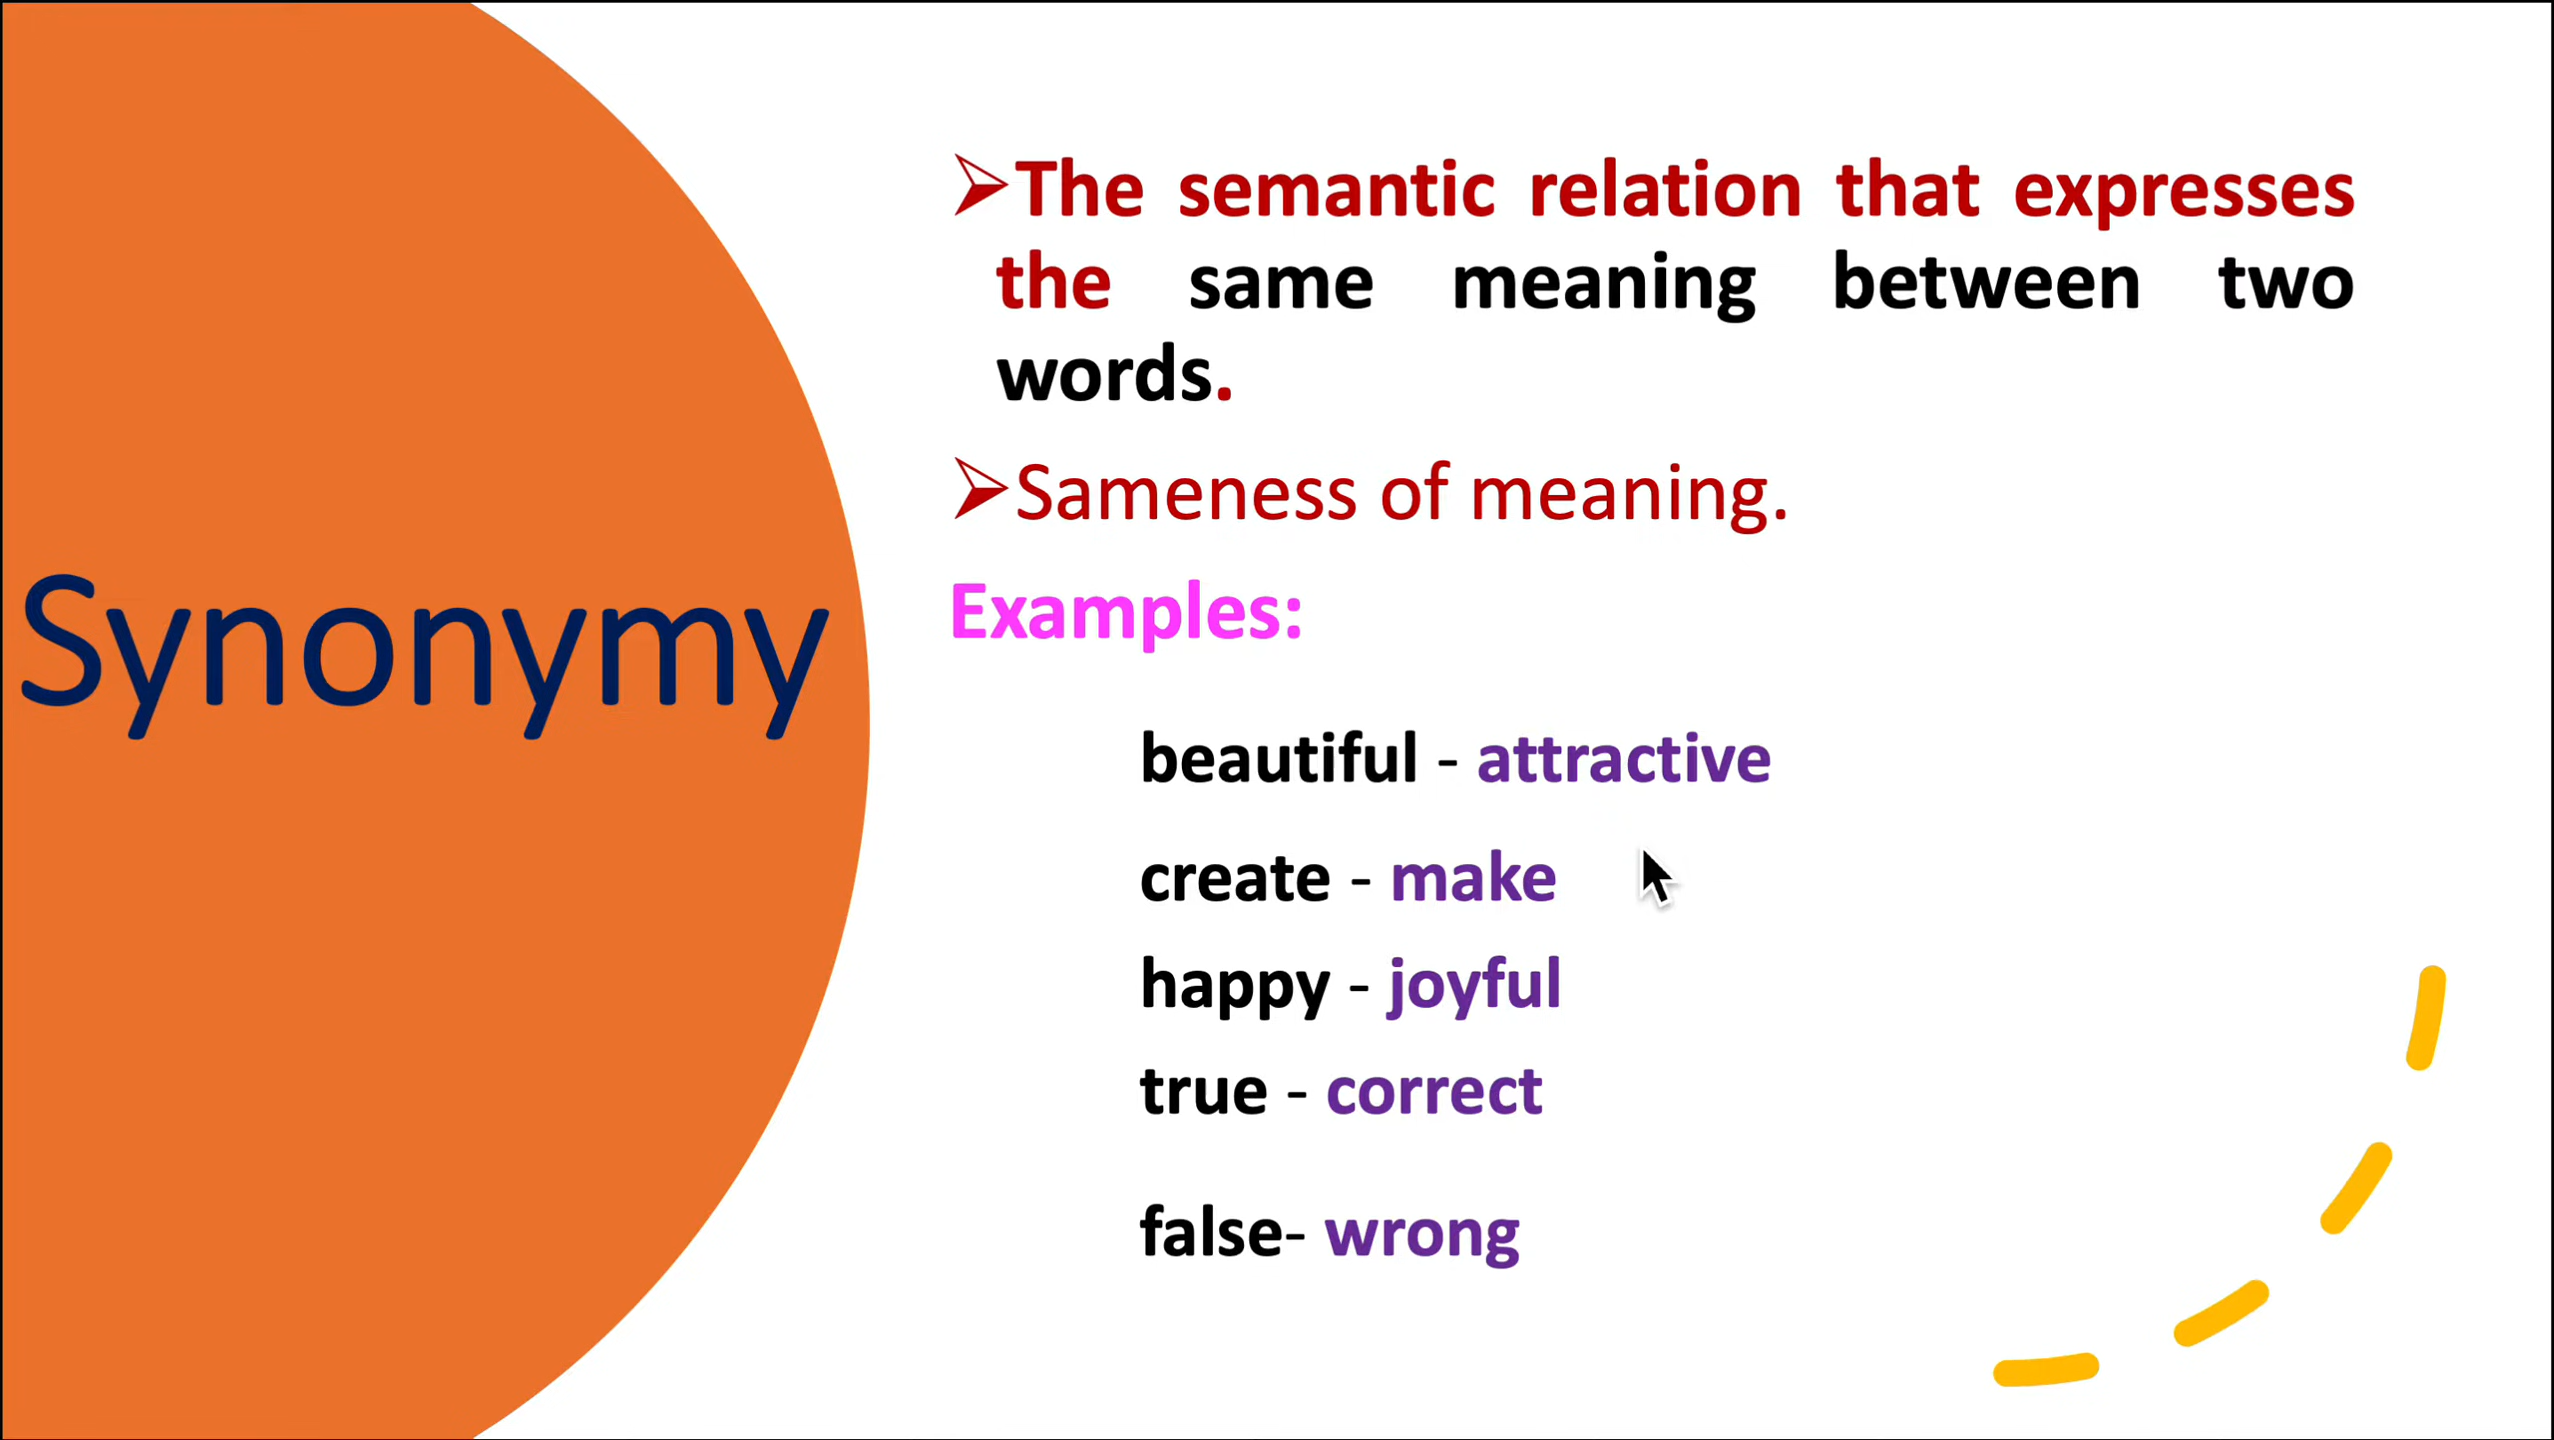 Synonymy
➢The semantic relation that expresses
the same meaning between two
words.
➢Sameness of meaning.
Examples:
beautiful - attractive
create - make
happy - joyful
true - correct
false- wrong